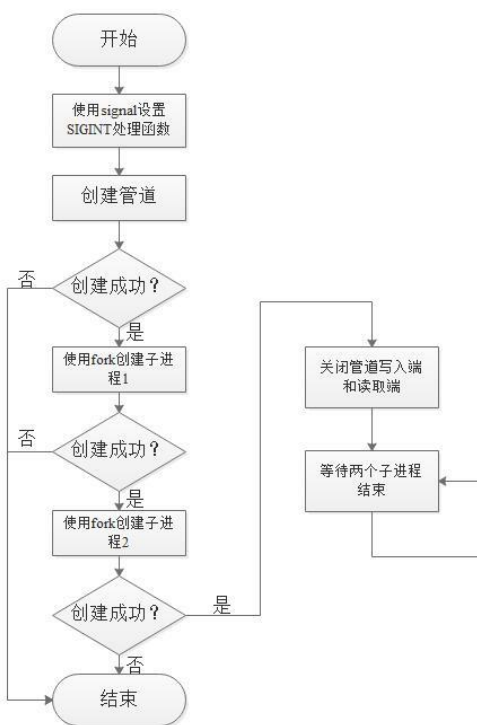 开始
使用signal设置
SIGINT处理函数
创建管道
否
创建成功？
是
使用fork创建子进
程1
关闭管道写入端
和读取端
否
创建成功？
等待两个子进程
结束
是
使用fork创建子进
程2
创建成功？
是
否
结束